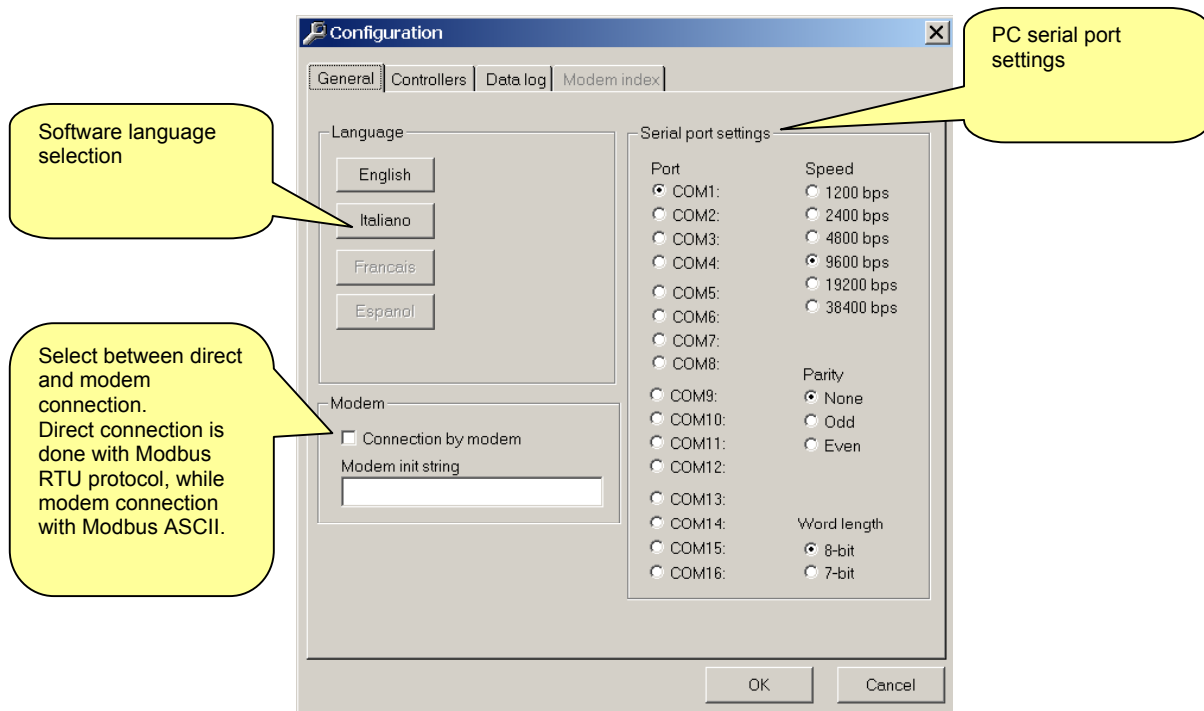 Configuration
General Controllers Data log Modem index
PC serial port
settings
Software language
selection
Language
English
Italiano
Francais
Espanol
Select between direct
and modem
connection.
Direct connection is
done with Modbus
RTU protocol, while
modem connection
with Modbus ASCII.
Modem
Connection by modem
Modem init string
Serial port settings
Port
COM1:
COM2:
COM3:
COM4:
COM5:
COM6:
COM7:
COM8:
COM9:
COM10:
COM11:
COM12:
COM13:
COM14:
COM15:
COM16:
Speed
1200 bps
2400 bps
4800 bps
9600 bps
19200 bps
38400 bps
Parity
None
Odd
Even
Word length
8-bit
7-bit
OK Cancel